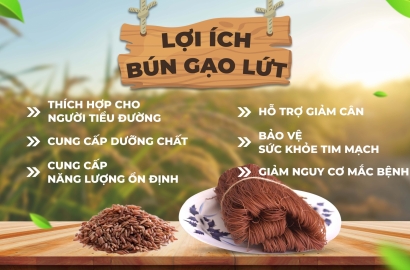 LỢI ÍCH
BÚN GẠO LỨT
THÍCH HỢP CHO
NGƯỜI TIỂU ĐƯỜNG
CUNG CẤP DƯỠNG CHẤT
CUNG CẤP
NĂNG LƯỢNG ỔN ĐỊNH
HỖ TRỢ GIẢM CÂN
BẢO VỆ
SỨC KHỎE TIM MẠCH
GIẢM NGUY CƠ MẮC BỆNH